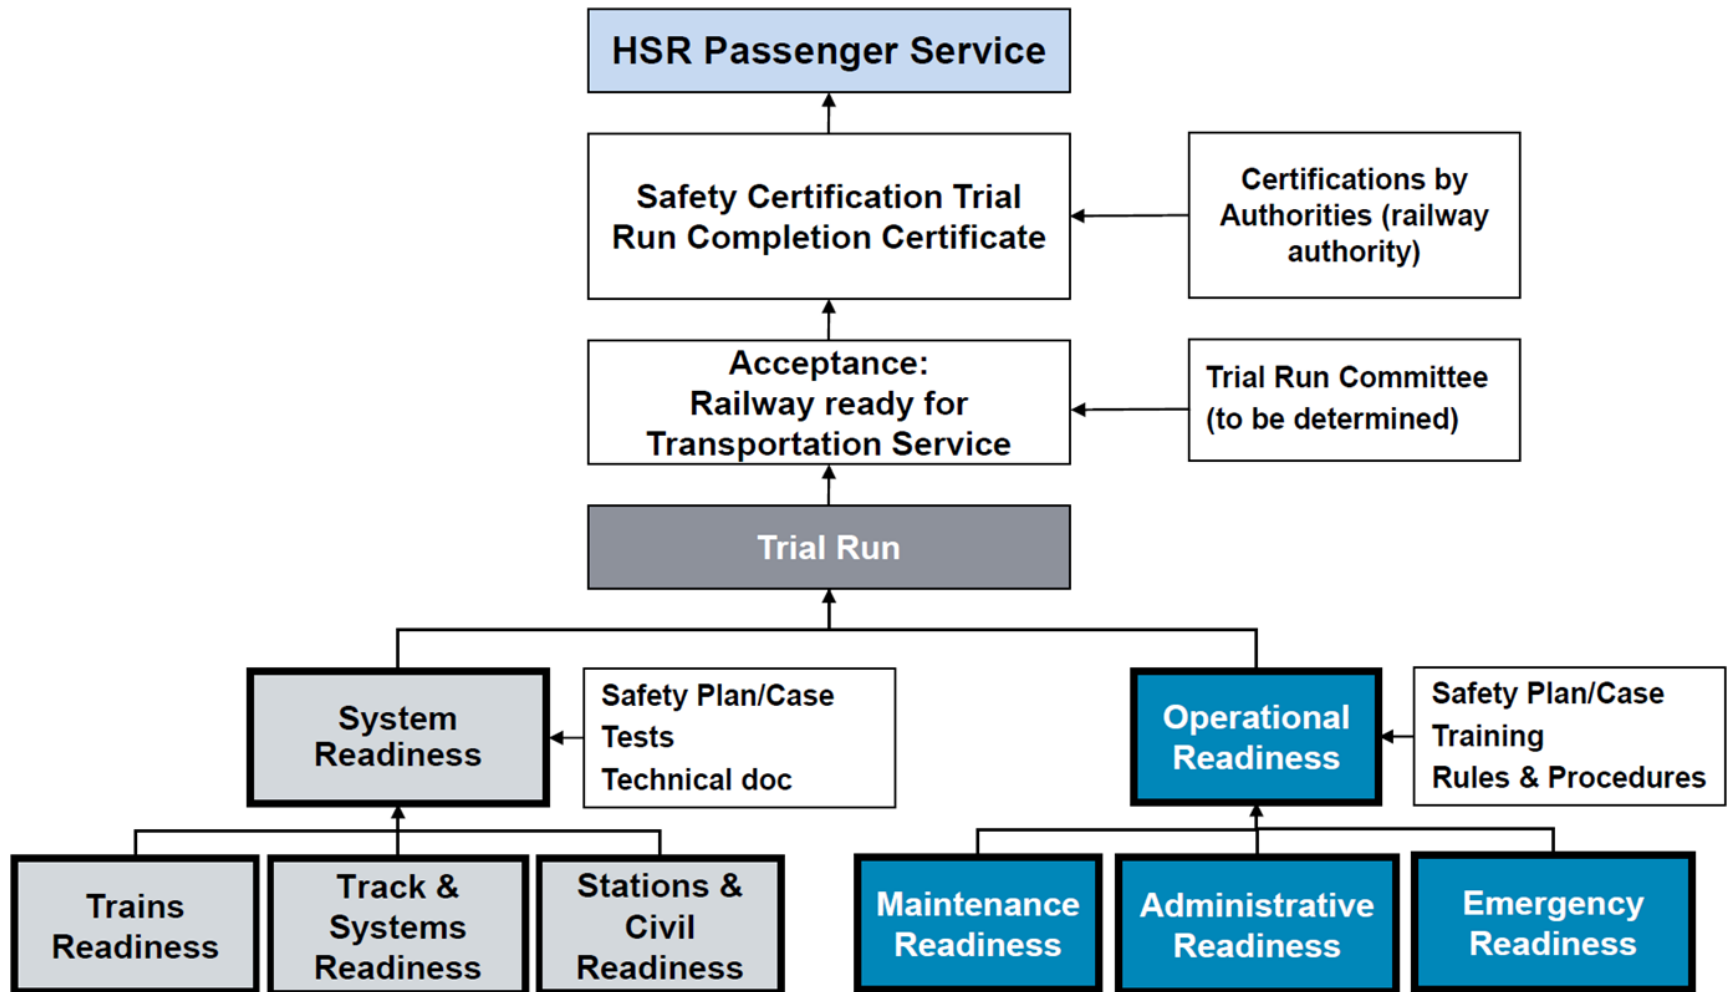 HSR Passenger Service
Safety Certification Trial
Run Completion Certificate
Certifications by
Authorities (railway
authority)
Acceptance:
Railway ready for
Transportation Service
Trial Run Committee
(to be determined)
Trial Run
System
Readiness
Safety Plan/Case
Tests
Technical doc
Operational
Readiness
Safety Plan/Case
Training
Rules & Procedures
Trains
Readiness
Track &
Systems
Readiness
Stations &
Civil
Readiness
Maintenance
Readiness
Administrative
Readiness
Emergency
Readiness